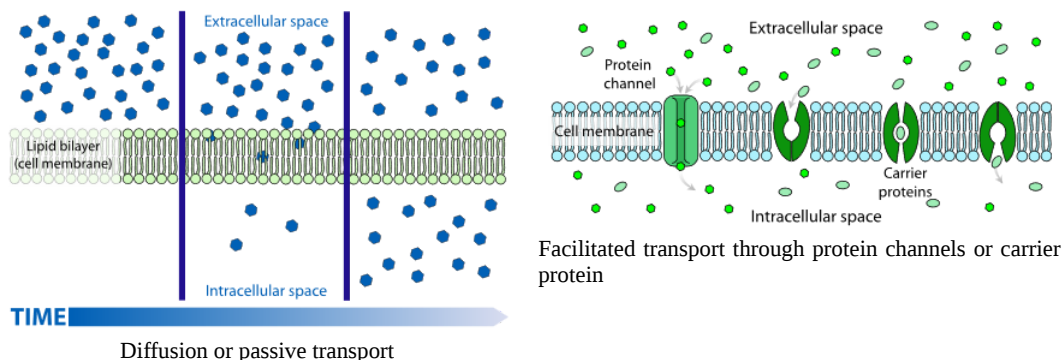 Extracellular space
Lipid bilayer
(cell membrane)
Intracellular space
TIME
Diffusion or passive transport
Extracellular space
Protein
channel
Cell membrane
Carrier
proteins
Intracellular space
Facilitated transport through protein channels or carrier
protein